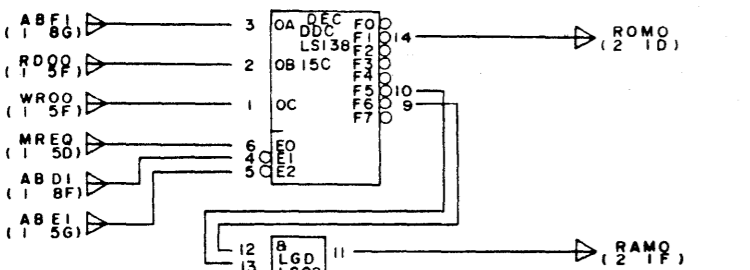 ABF1 3 OA DEC F0
( 1 8G) DDC F1 14 ROMO
LS138 F2 ( 2 1D)
RDOO 2 OB 15C F3
( 1 5F) F4
WROO 1 OC F5 10
( 1 5F) F6 9
F7
MREQ 6 E0
( 1 5D) 4 E1
ABD1 5 E2
( 1 8F)
ABE1
( 1 5G)
12 & 11 RAMO
13 LGD ( 2 1F)